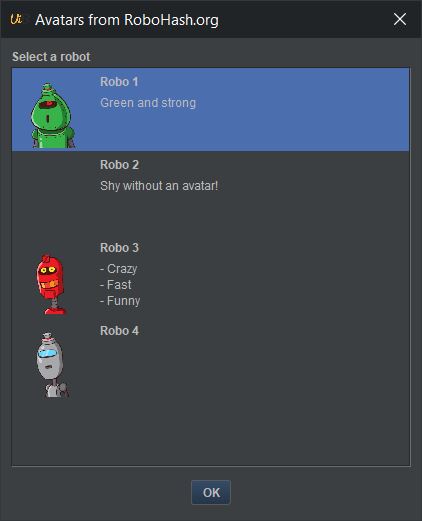 Ui Avatars from RoboHash.org
Select a robot
Robo 1
Green and strong
Robo 2
Shy without an avatar!
Robo 3
- Crazy
- Fast
- Funny
Robo 4
OK